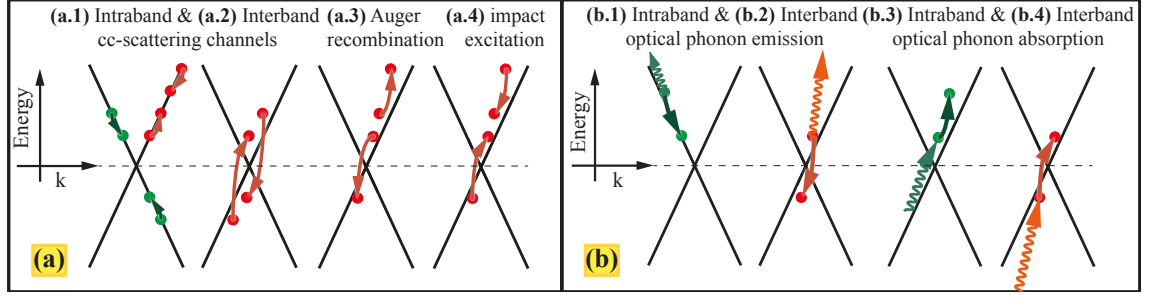 (a.1) Intraband & (a.2) Interband
cc-scattering channels
(a.3) Auger
recombination
(a.4) impact
excitation
Energy
k
(a)
(b.1) Intraband & (b.2) Interband
optical phonon emission
(b.3) Intraband & (b.4) Interband
optical phonon absorption
Energy
k
(b)